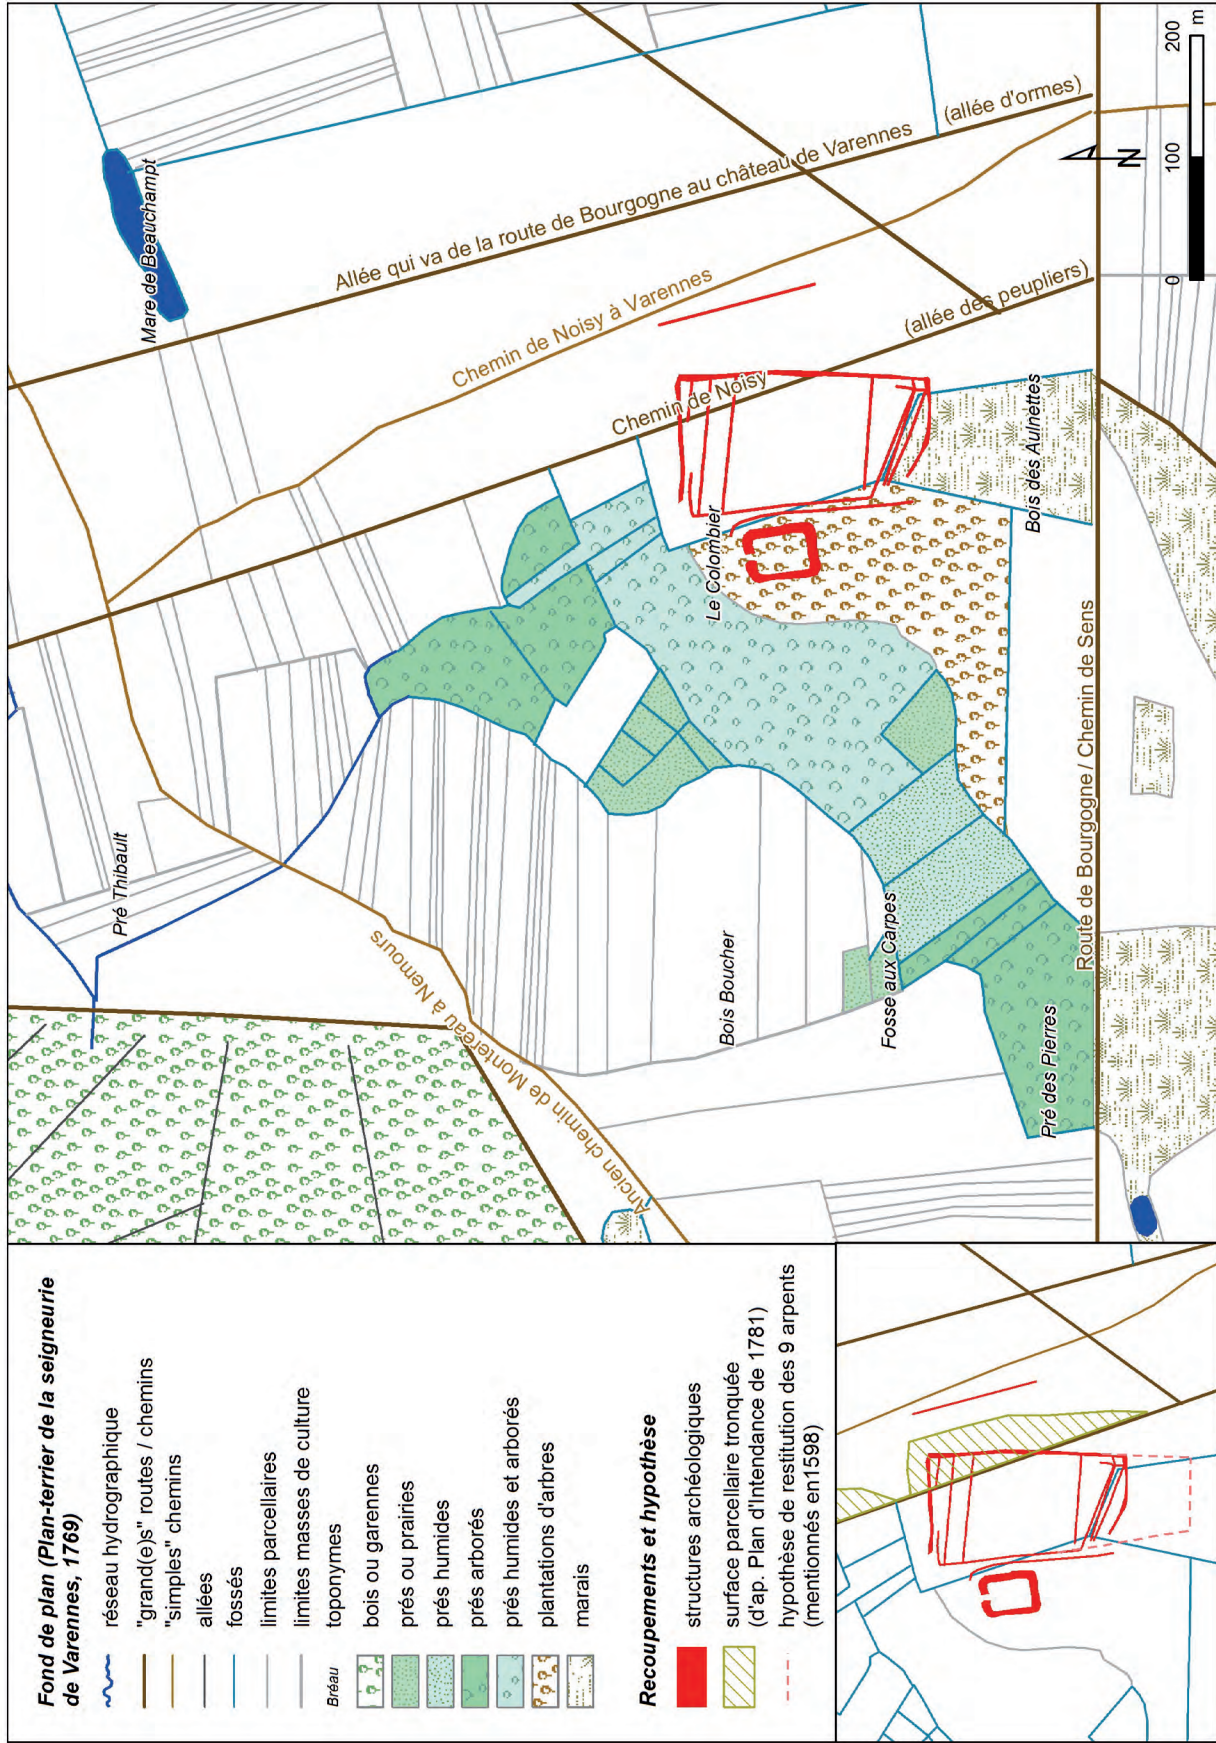 Fond de plan (Plan-terrier de la seigneurie
de Varennes, 1769)
réseau hydrographique
"grand(e)s" routes / chemins
"simples" chemins
allées
fossés
limites parcellaires
limites masses de culture
Bréau
toponymes
bois ou garennes
prés ou prairies
prés humides
prés arborés
prés humides et arborés
plantations d'arbres
marais
Recoupements et hypothèse
structures archéologiques
surface parcellaire tronquée
(d'ap. Plan d'Intendance de 1781)
hypothèse de restitution des 9 arpents
(mentionnés en1598)
Pré Thibault
Mare de Beauchampt
Ancien chemin de Montereau à Nemours
Allée qui va de la route de Bourgogne au château de Varennes
(allée d'ormes)
Chemin de Noisy à Varennes
Chemin de Noisy
(allée des peupliers)
Le Colombier
Bois Boucher
Fosse aux Carpes
Pré des Pierres
Bois des Aulnettes
Route de Bourgogne / Chemin de Sens
N
0
100
200
m